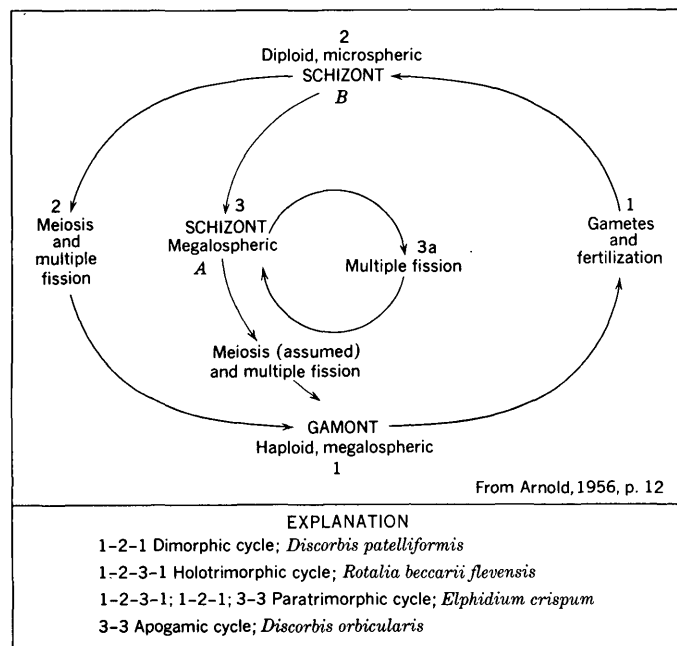 2
Diploid, microspheric
SCHIZONT
B
2
Meiosis
and
multiple
fission
3
SCHIZONT
Megalospheric
A
3a
Multiple fission
1
Gametes
and
fertilization
Meiosis (assumed)
and multiple fission
GAMONT
Haploid, megalospheric
1
From Arnold, 1956, p. 12
EXPLANATION
1-2-1 Dimorphic cycle; Discorbis patelliformis
1-2-3-1 Holotrimorphic cycle; Rotalia beccarii flevensis
1-2-3-1; 1-2-1; 3-3 Paratrimorphic cycle; Elphidium crispum
3-3 Apogamic cycle; Discorbis orbicularis